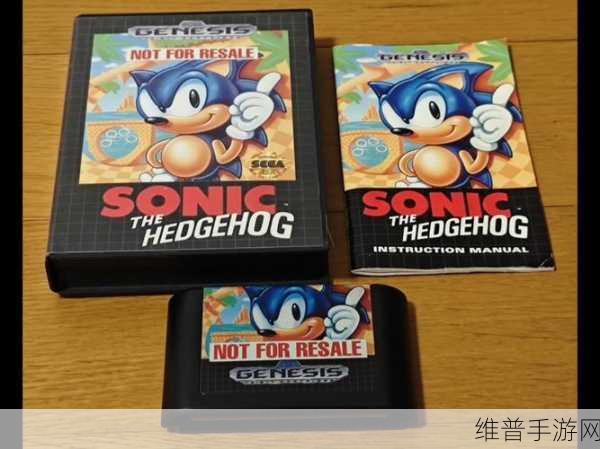 GENESIS
NOT FOR RESALE
SEGA
SONIC
THE
HEDGEHOG
GENESIS
SONIC
THE
HEDGEHOG
INSTRUCTION MANUAL
NOT FOR RESALE
GENESIS
维普手游网